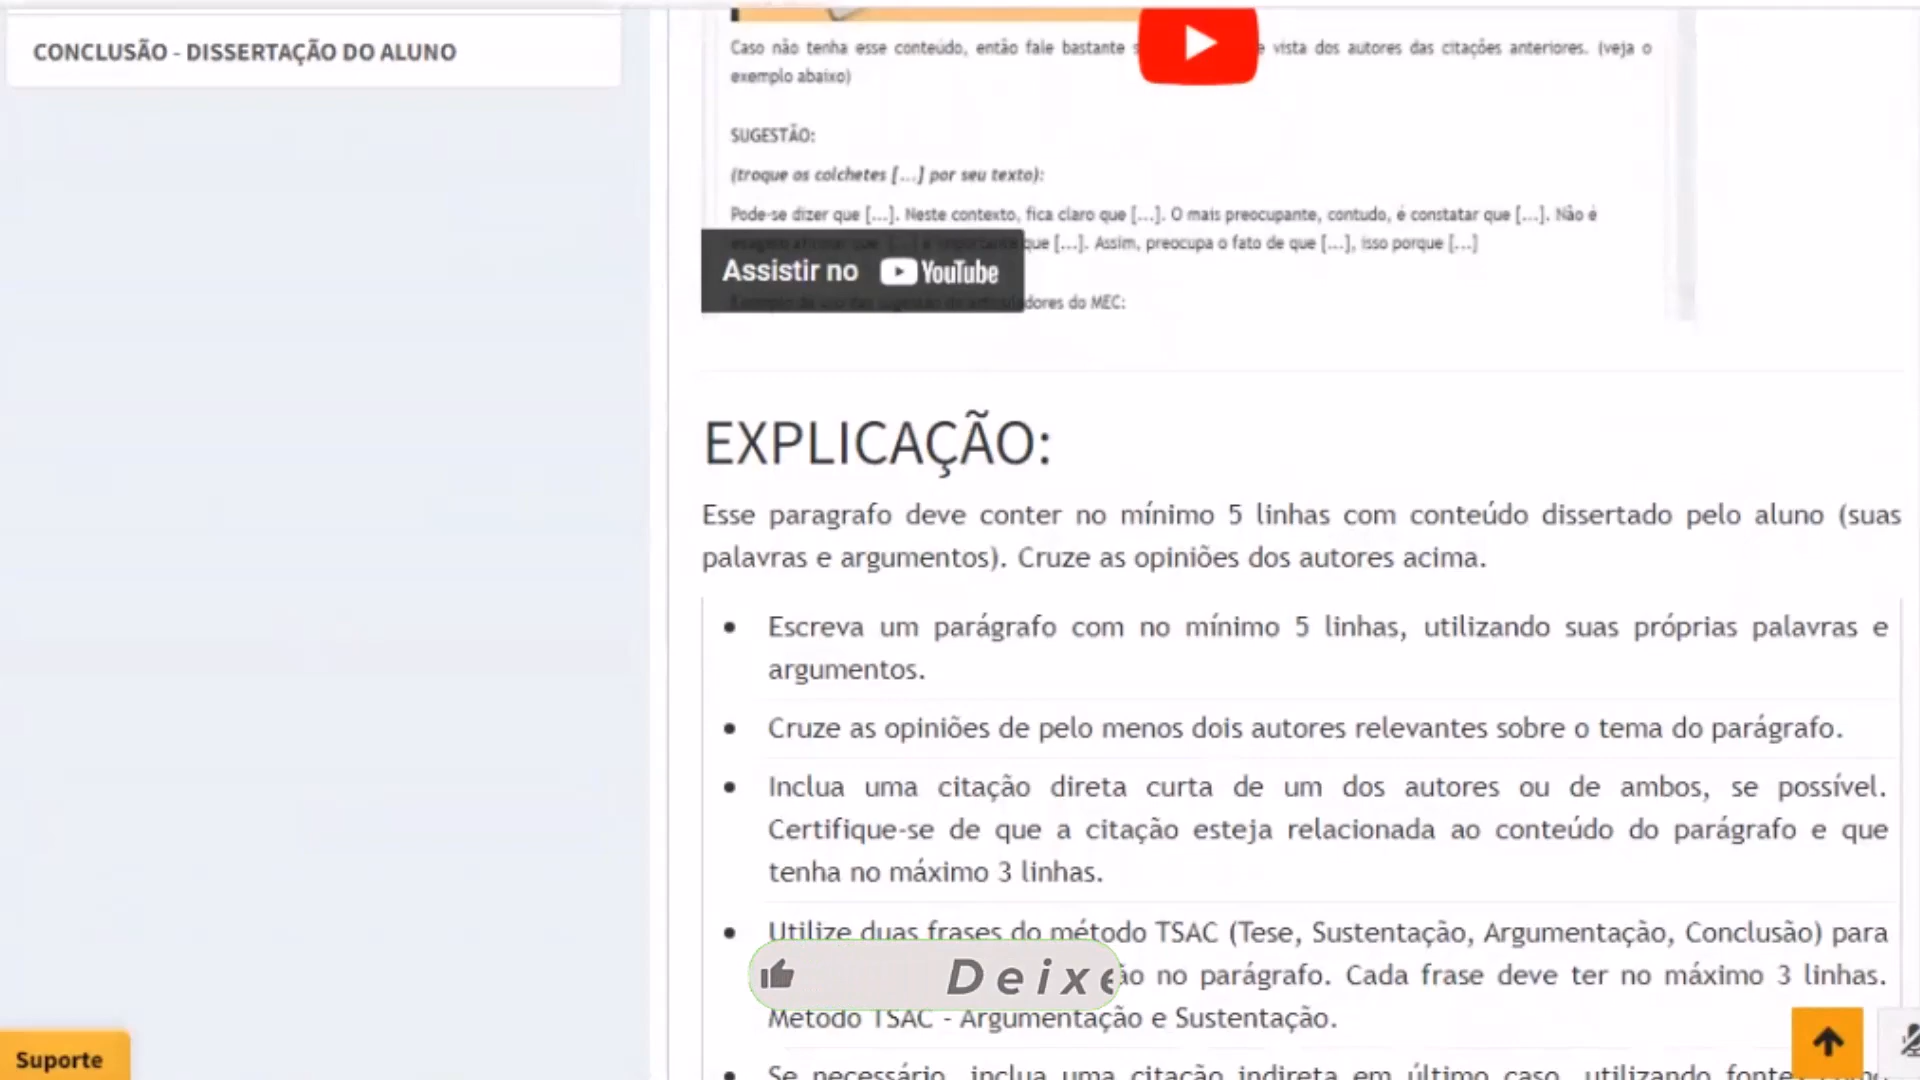 CONCLUSÃO - DISSERTAÇÃO DO ALUNO
Caso não tenha esse conteúdo, então fale bastante vista dos autores das citações anteriores. (veja o
exemplo abaixo)
SUGESTÃO:
(troque os colchetes [...] por seu texto):
Pode-se dizer que [...]. Neste contexto, fica claro que [...]. O mais preocupante, contudo, é constatar que [...]. Não é
que [...]. Assim, preocupa o fato de que [...], isso porque [...]
Assistir no YouTube
do MEC:
EXPLICAÇÃO:
Esse paragrafo deve conter no mínimo 5 linhas com conteúdo dissertado pelo aluno (suas
palavras e argumentos). Cruze as opiniões dos autores acima.
• Escreva um parágrafo com no mínimo 5 linhas, utilizando suas próprias palavras e
argumentos.
• Cruze as opiniões de pelo menos dois autores relevantes sobre o tema do parágrafo.
• Inclua uma citação direta curta de um dos autores ou de ambos, se possível.
Certifique-se de que a citação esteja relacionada ao conteúdo do parágrafo e que
tenha no máximo 3 linhas.
• Utilize duas frases do método TSAC (Tese, Sustentação, Argumentação, Conclusão) para
Deixe no parágrafo. Cada frase deve ter no máximo 3 linhas.
Metodo TSAC - Argumentação e Sustentação.
• Se necessário, inclua uma citação indireta em último caso, utilizando
Suporte